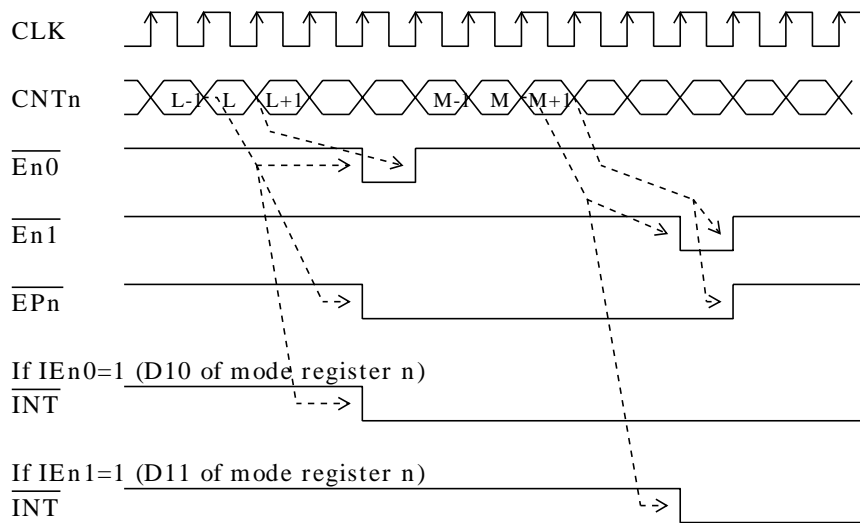 CLK
CNTn
L-1 L L+1 M-1 M M+1
En0
En1
EPn
If IEn0=1 (D10 of mode register n)
INT
If IEn1=1 (D11 of mode register n)
INT